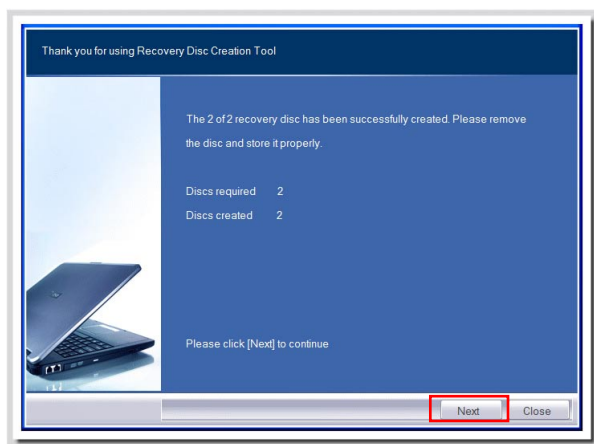 Thank you for using Recovery Disc Creation Tool
The 2 of 2 recovery disc has been successfully created. Please remove
the disc and store it properly.
Discs required 2
Discs created 2
Please click [Next] to continue
Next Close